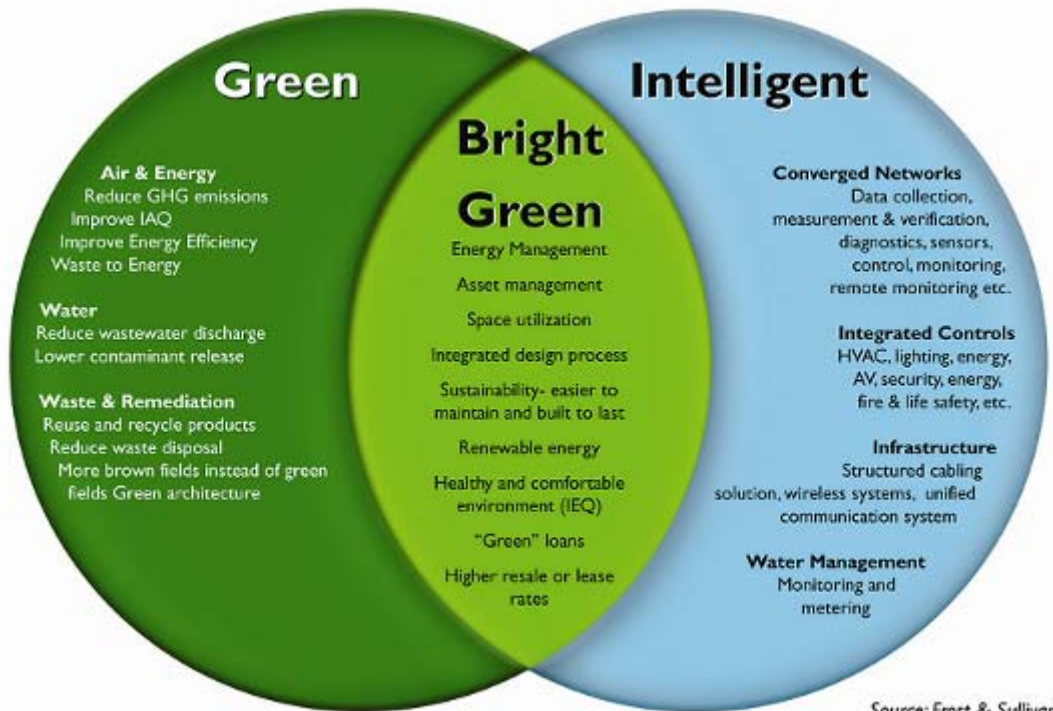 Green
Air & Energy
Reduce GHG emissions
Improve IAQ
Improve Energy Efficiency
Waste to Energy
Water
Reduce wastewater discharge
Lower contaminant release
Waste & Remediation
Reuse and recycle products
Reduce waste disposal
More brown fields instead of green
fields Green architecture
Bright
Green
Energy Management
Asset management
Space utilization
Integrated design process
Sustainability- easier to
maintain and built to last
Renewable energy
Healthy and comfortable
environment (IEQ)
"Green" loans
Higher resale or lease
rates
Intelligent
Converged Networks
Data collection,
measurement & verification,
diagnostics, sensors,
control, monitoring,
remote monitoring etc.
Integrated Controls
HVAC, lighting, energy,
AV, security, energy,
fire & life safety, etc.
Infrastructure
Structured cabling
solution, wireless systems, unified
communication system
Water Management
Monitoring and
metering
Source: Frost & Sullivan